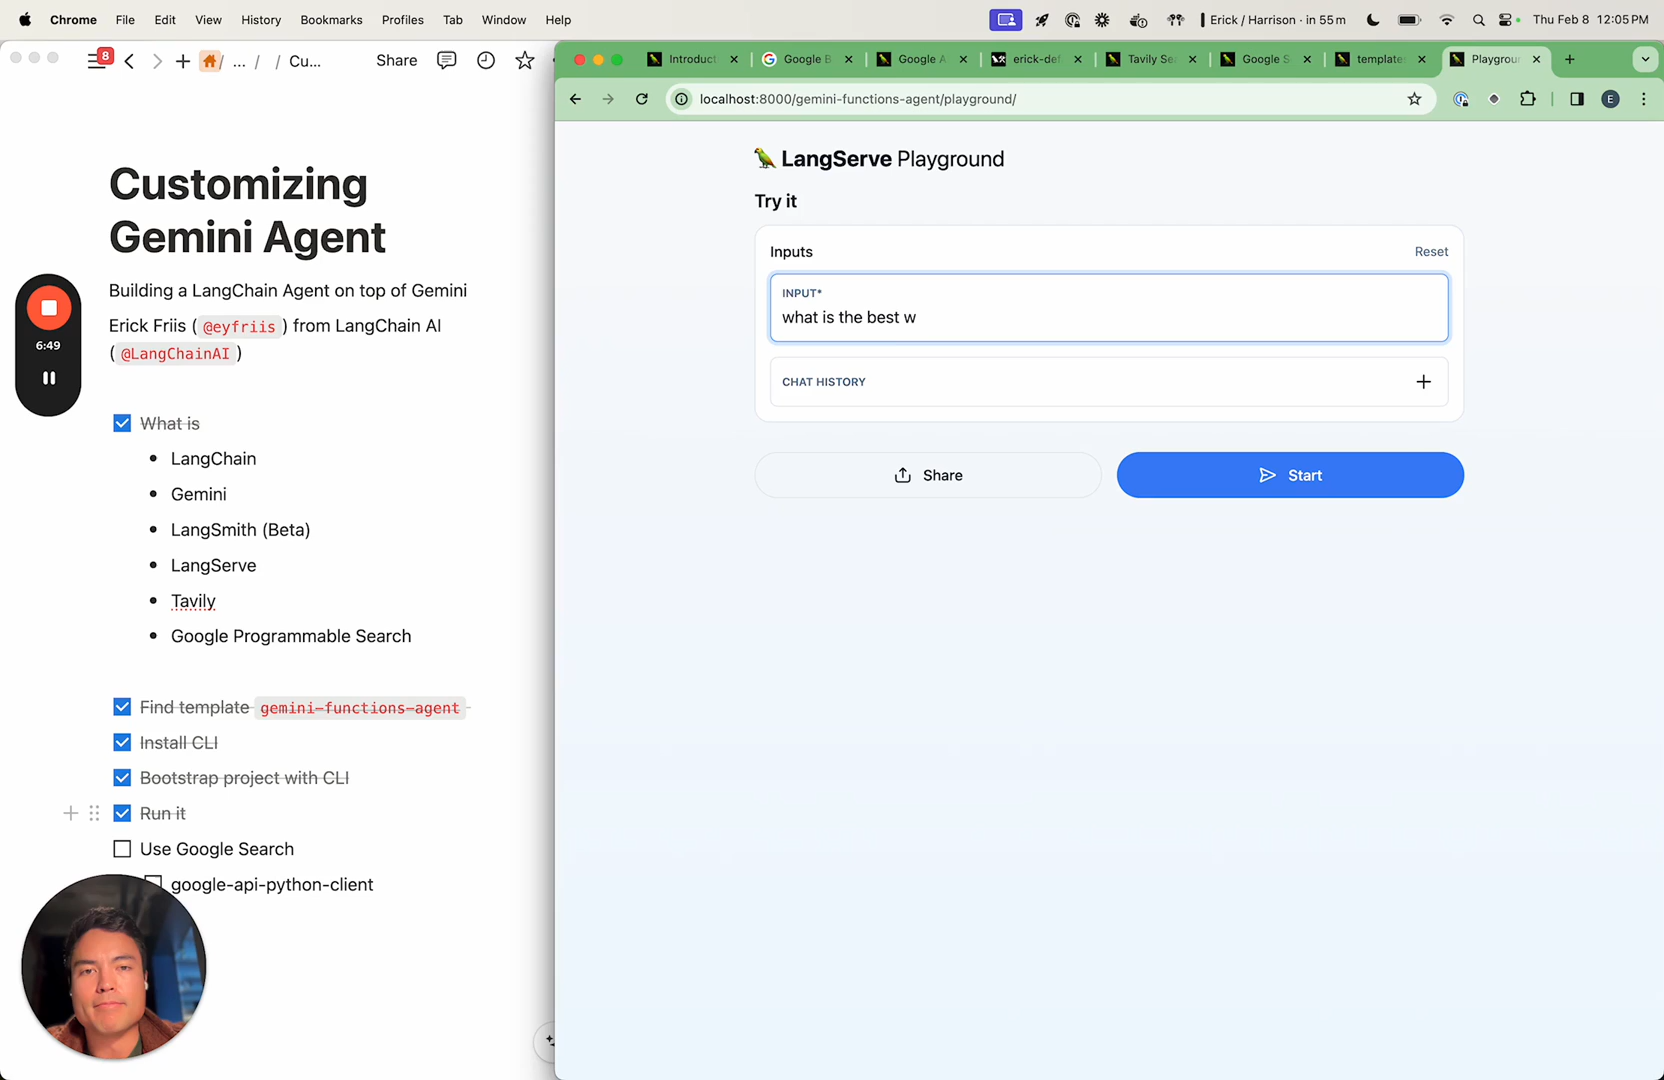 Chrome File Edit View History Bookmarks Profiles Tab Window Help
Erick / Harrison · in 55 m
Thu Feb 8 12:05 PM
8
/ ... / / Cu...
Share
Customizing
Gemini Agent
Building a LangChain Agent on top of Gemini
Erick Friis ( @eyfriis ) from LangChain AI
( @LangChainAI )
6:49
What is
• LangChain
• Gemini
• LangSmith (Beta)
• LangServe
• Tavily
• Google Programmable Search
Find template gemini-functions-agent
Install CLI
Bootstrap project with CLI
Run it
Use Google Search
google-api-python-client
Introduct
Google B
Google A
erick-def
Tavily Se
Google S
template
Playgrou
localhost:8000/gemini-functions-agent/playground/
E
LangServe Playground
Try it
Inputs
Reset
INPUT*
what is the best w
CHAT HISTORY
Share
Start